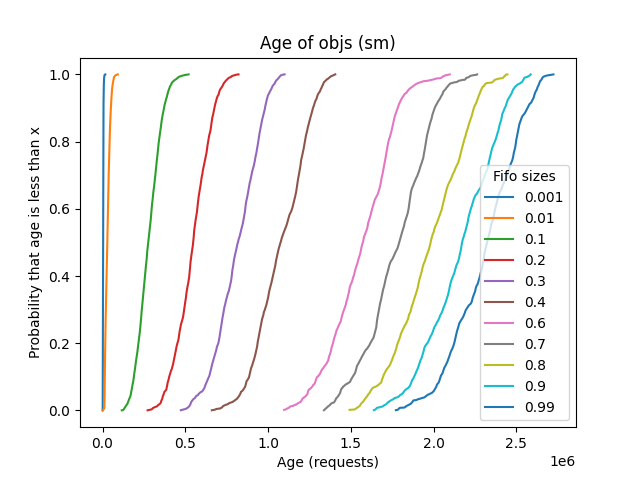 Age of objs (sm)
Probability that age is less than x
1.0
0.8
0.6
0.4
0.2
0.0
Fifo sizes
0.001
0.01
0.1
0.2
0.3
0.4
0.6
0.7
0.8
0.9
0.99
0.0 0.5 1.0 1.5 2.0 2.5
1e6
Age (requests)